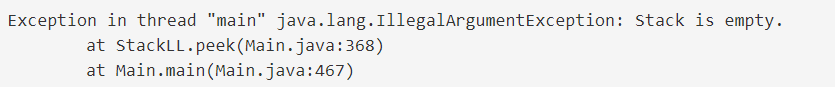 Exception in thread "main" java.lang.IllegalArgumentException: Stack is empty.
at StackLL.peek(Main.java:368)
at Main.main(Main.java:467)